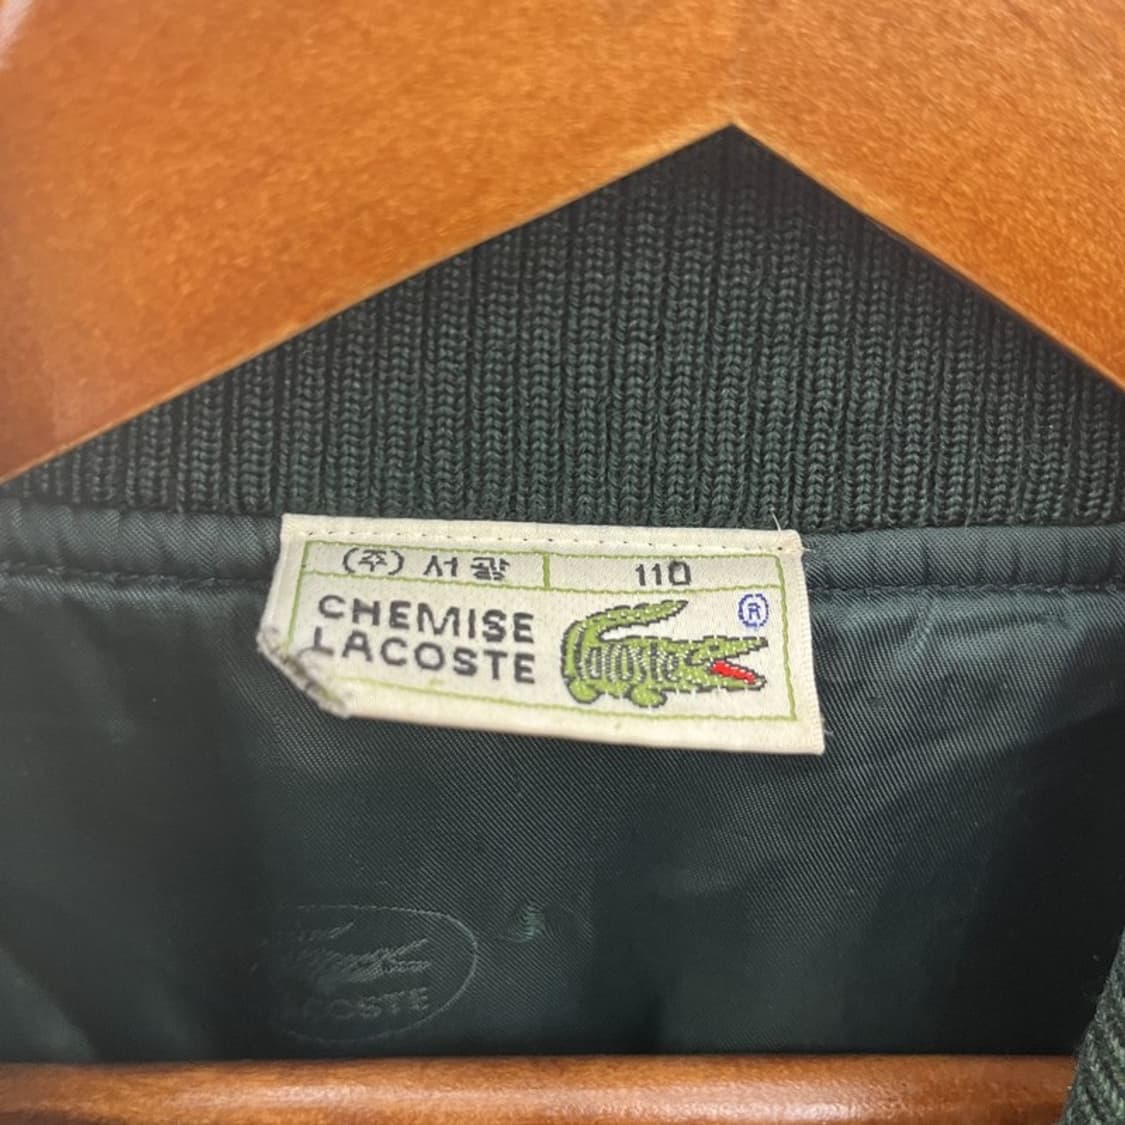 (주) 서광 110
CHEMISE
LACOSTE
Lacoste
®
LACOSTE